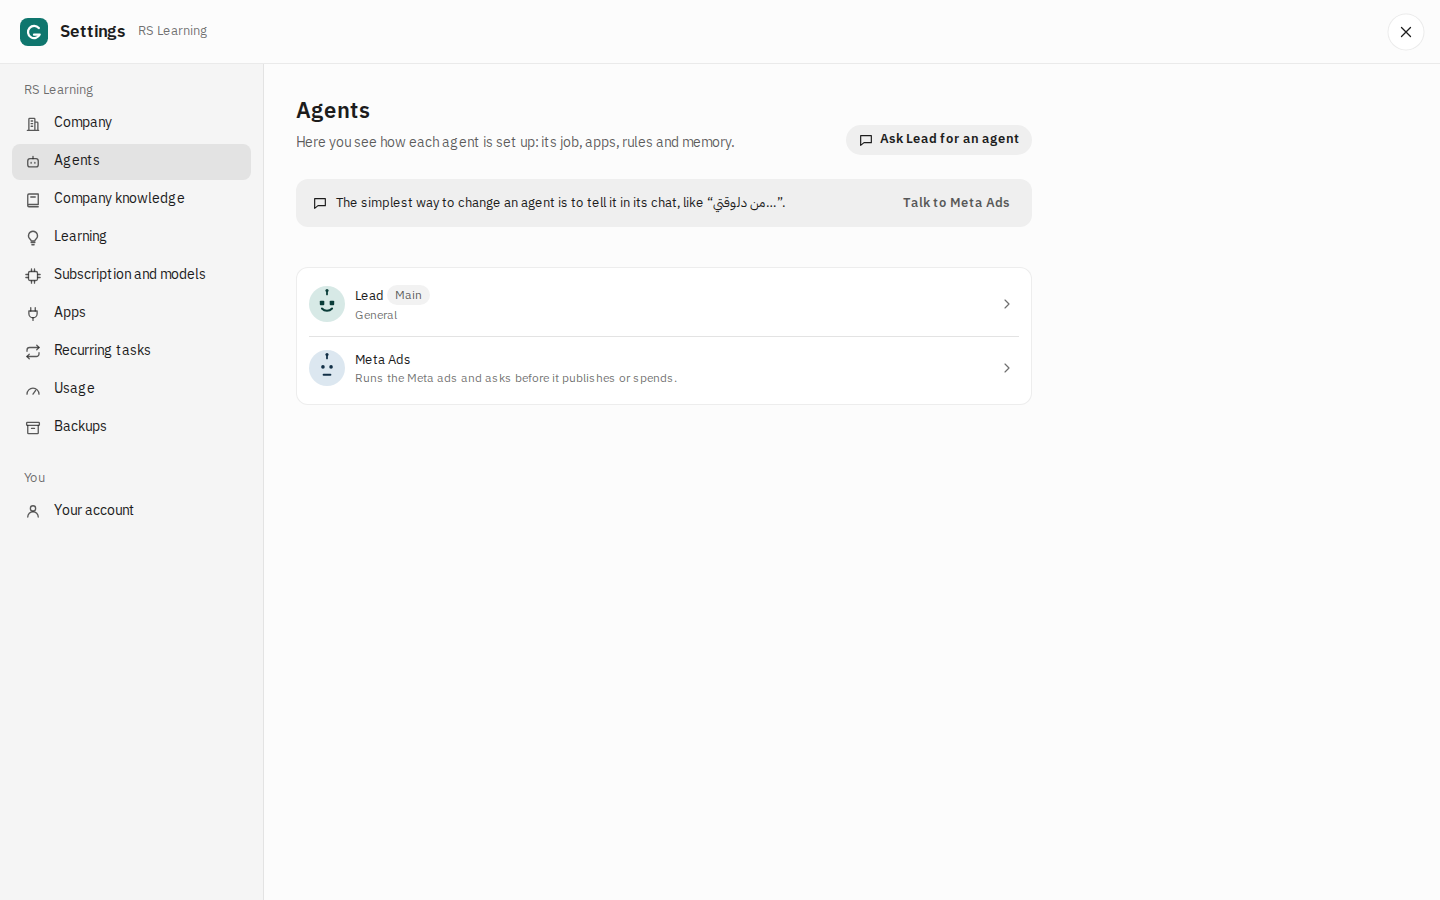 Settings RS Learning
RS Learning
Company
Agents
Company knowledge
Learning
Subscription and models
Apps
Recurring tasks
Usage
Backups
You
Your account
Agents
Here you see how each agent is set up: its job, apps, rules and memory.
Ask Lead for an agent
The simplest way to change an agent is to tell it in its chat, like “من دلوقتي…”.
Talk to Meta Ads
Lead Main
General
Meta Ads
Runs the Meta ads and asks before it publishes or spends.